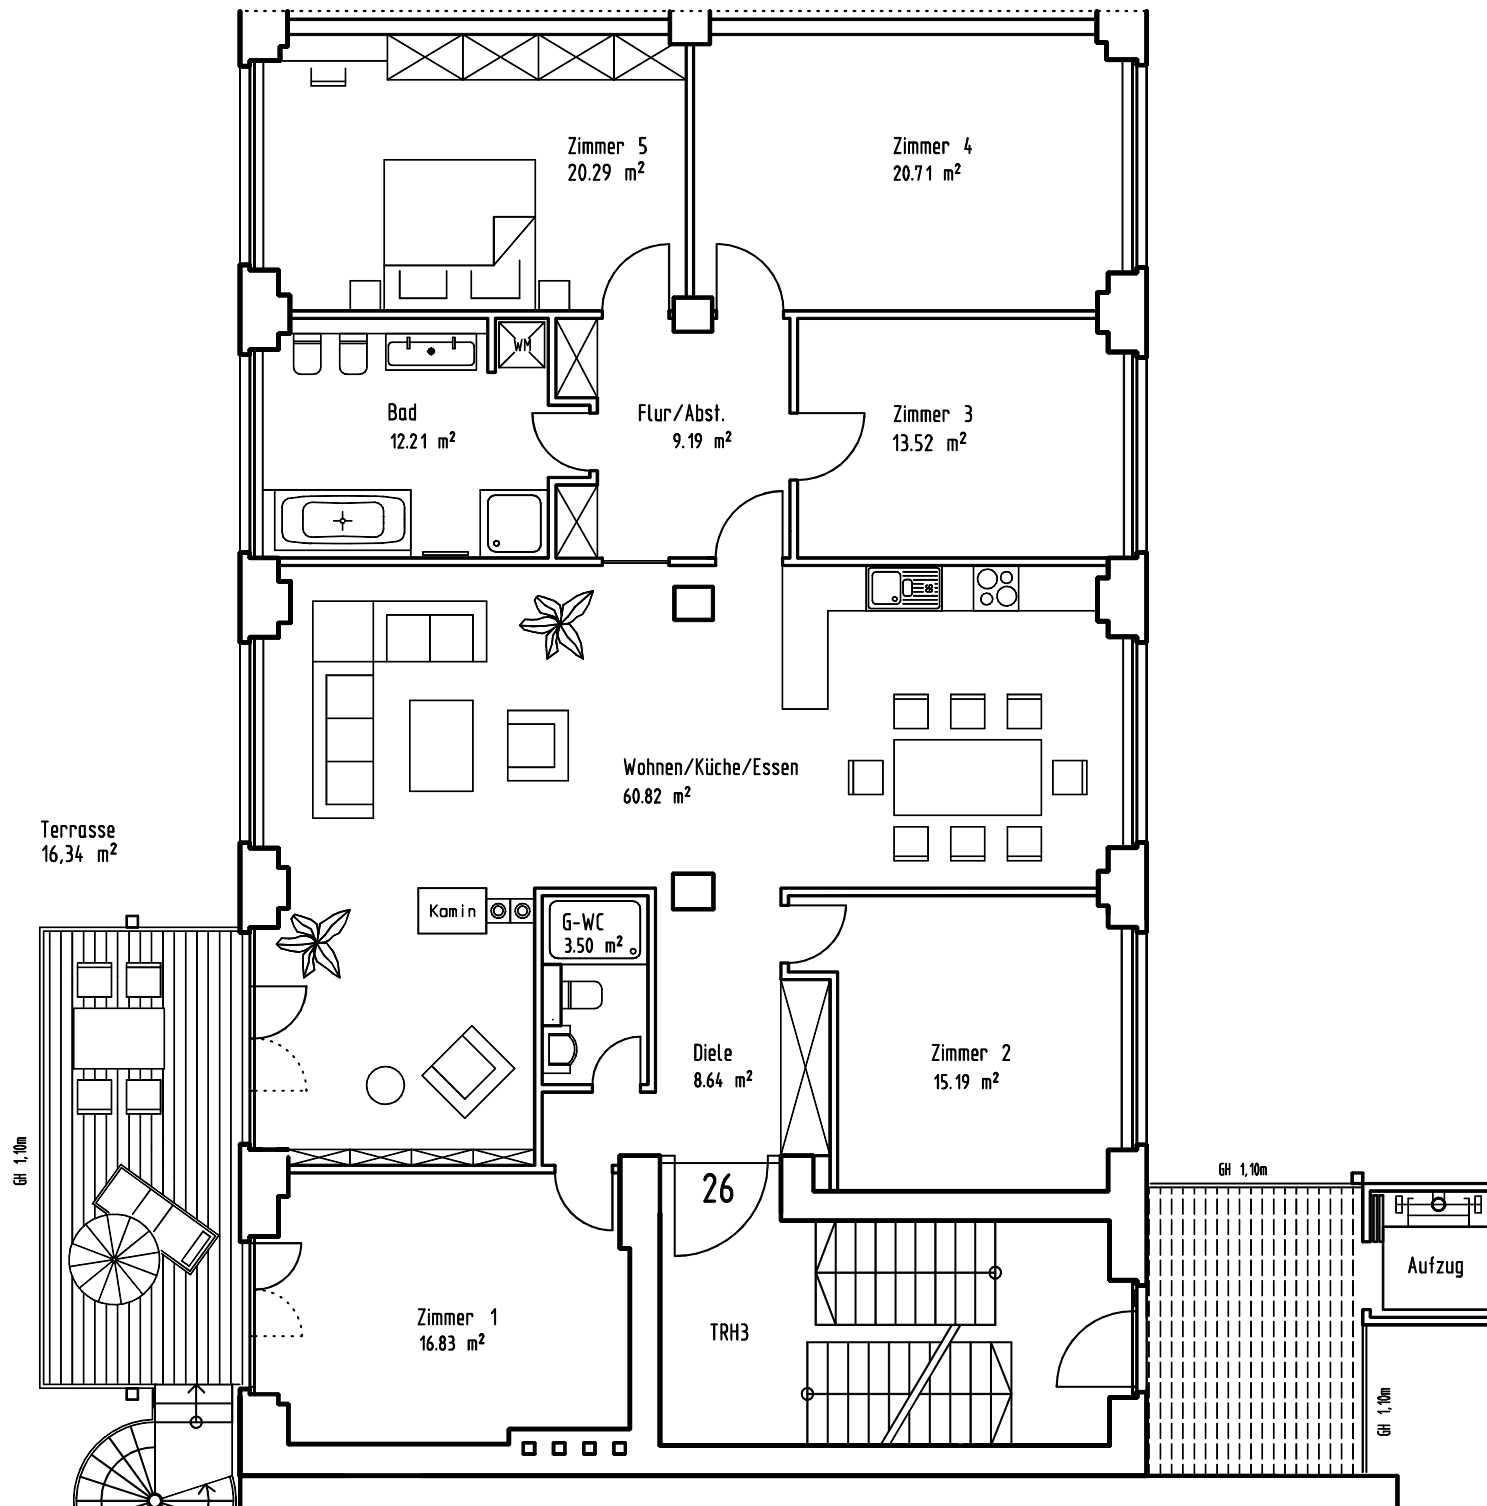 Zimmer 5
20.29 m²
Zimmer 4
20.71 m²
WM
Bad
12.21 m²
Flur/Abst.
9.19 m²
Zimmer 3
13.52 m²
Wohnen/Küche/Essen
60.82 m²
Terrasse
16,34 m²
Kamin
G-WC
3.50 m²
Diele
8.64 m²
Zimmer 2
15.19 m²
GH 1,10m
26
GH 1,10m
Aufzug
Zimmer 1
16.83 m²
TRH3
GH 1,10m